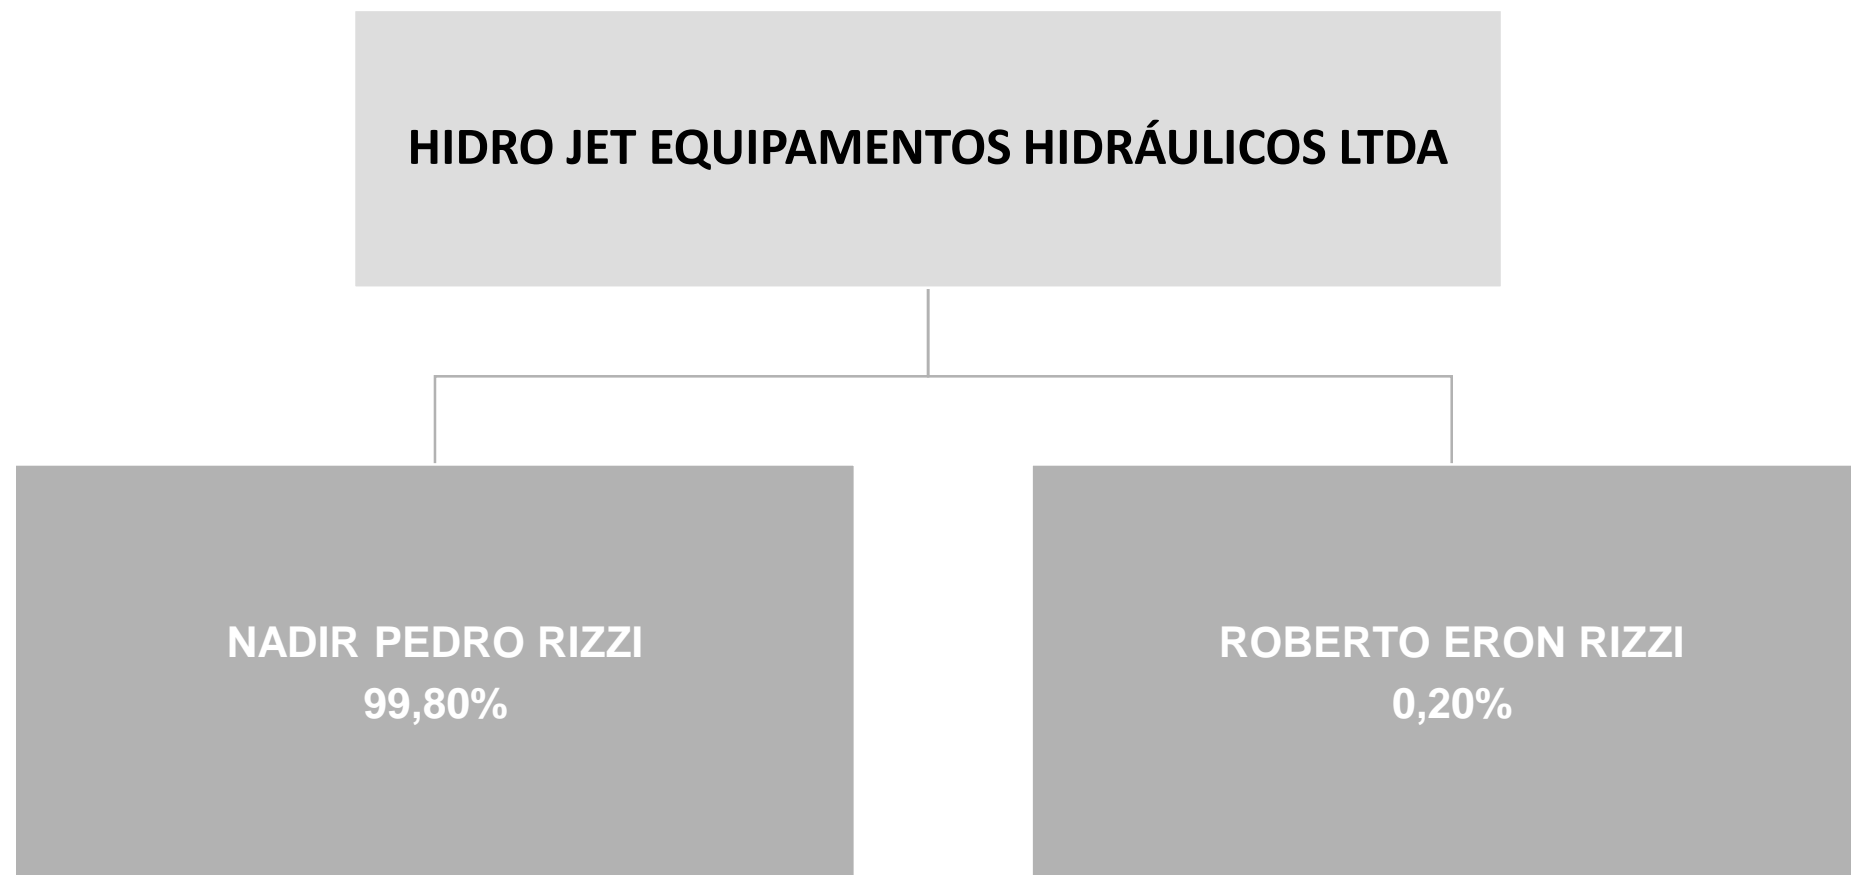 HIDRO JET EQUIPAMENTOS HIDRÁULICOS LTDA
NADIR PEDRO RIZZI
99,80%
ROBERTO ERON RIZZI
0,20%